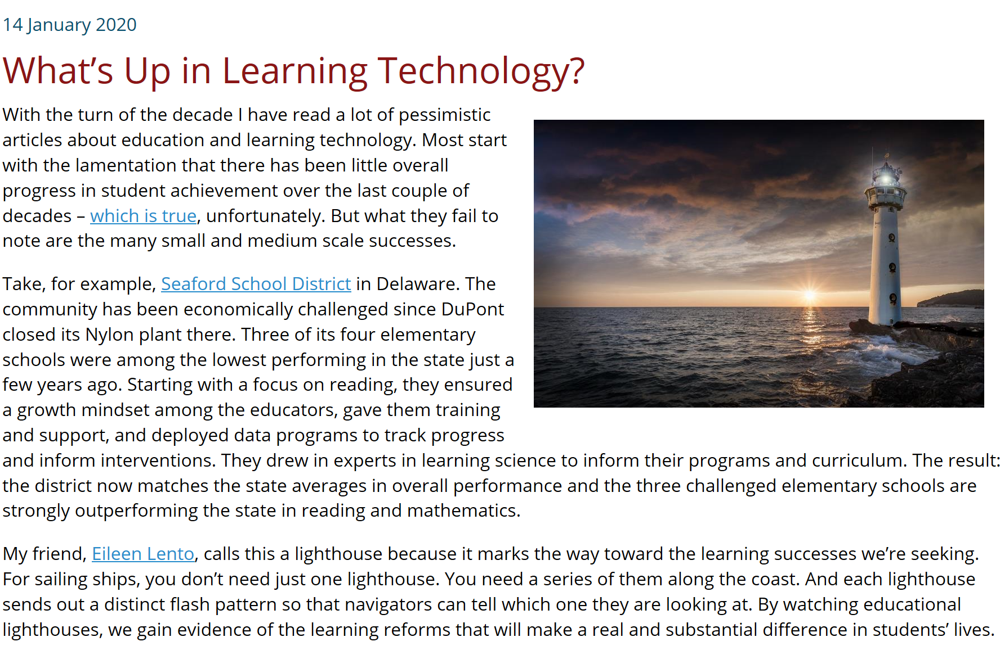 14 January 2020
What’s Up in Learning Technology?
With the turn of the decade I have read a lot of pessimistic
articles about education and learning technology. Most start
with the lamentation that there has been little overall
progress in student achievement over the last couple of
decades – which is true, unfortunately. But what they fail to
note are the many small and medium scale successes.
Take, for example, Seaford School District in Delaware. The
community has been economically challenged since DuPont
closed its Nylon plant there. Three of its four elementary
schools were among the lowest performing in the state just a
few years ago. Starting with a focus on reading, they ensured
a growth mindset among the educators, gave them training
and support, and deployed data programs to track progress
and inform interventions. They drew in experts in learning science to inform their programs and curriculum. The result:
the district now matches the state averages in overall performance and the three challenged elementary schools are
strongly outperforming the state in reading and mathematics.
My friend, Eileen Lento, calls this a lighthouse because it marks the way toward the learning successes we’re seeking.
For sailing ships, you don’t need just one lighthouse. You need a series of them along the coast. And each lighthouse
sends out a distinct flash pattern so that navigators can tell which one they are looking at. By watching educational
lighthouses, we gain evidence of the learning reforms that will make a real and substantial difference in students’ lives.